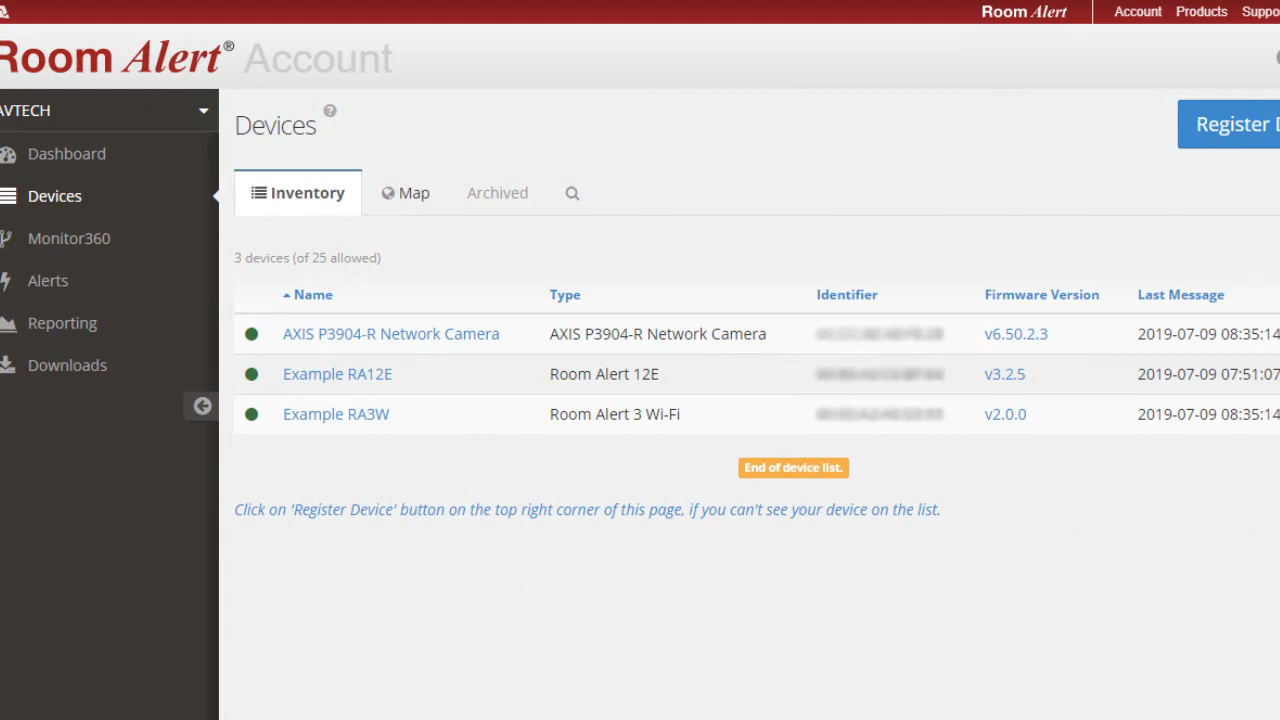 Room Alert Account Products
Room Alert® Account
AVTECH
Devices
Register
Dashboard
Devices
Monitor360
Alerts
Reporting
Downloads
Inventory Map Archived
3 devices (of 25 allowed)
Name Type Identifier Firmware Version Last Message
AXIS P3904-R Network Camera AXIS P3904-R Network Camera v6.50.2.3 2019-07-09 08:35:14
Example RA12E Room Alert 12E v3.2.5 2019-07-09 07:51:07
Example RA3W Room Alert 3 Wi-Fi v2.0.0 2019-07-09 08:35:14
End of device list.
Click on 'Register Device' button on the top right corner of this page, if you can't see your device on the list.